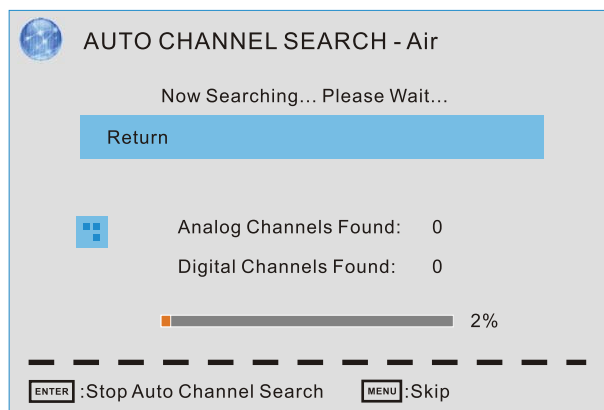 AUTO CHANNEL SEARCH - Air
Now Searching... Please Wait...
Return
Analog Channels Found: 0
Digital Channels Found: 0
2%
ENTER :Stop Auto Channel Search MENU :Skip